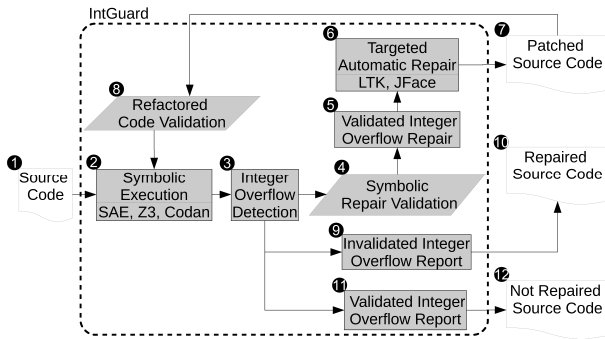 IntGuard
1
Source
Code
2
Symbolic
Execution
SAE, Z3, Codan
3
Integer
Overflow
Detection
4
Symbolic
Repair Validation
5
Validated Integer
Overflow Repair
6
Targeted
Automatic Repair
LTK, JFace
7
Patched
Source Code
8
Refactored
Code Validation
9
Invalidated Integer
Overflow Report
10
Repaired
Source Code
11
Validated Integer
Overflow Report
12
Not Repaired
Source Code